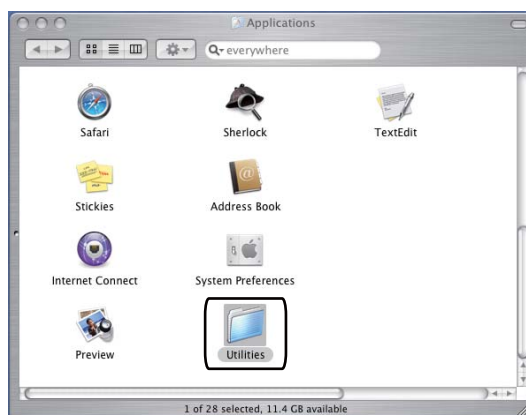 Applications
everywhere
Safari Sherlock TextEdit
Stickies Address Book
Internet Connect System Preferences
Preview Utilities
1 of 28 selected, 11.4 GB available